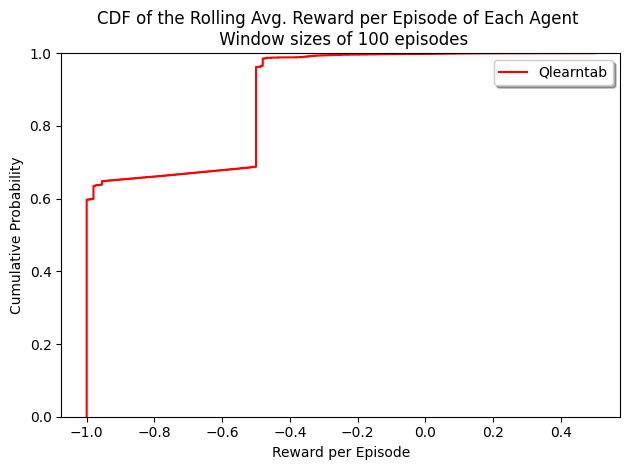 CDF of the Rolling Avg. Reward per Episode of Each Agent
Window sizes of 100 episodes
Qlearntab
1.0
0.8
0.6
0.4
0.2
0.0
Cumulative Probability
−1.0 −0.8 −0.6 −0.4 −0.2 0.0 0.2 0.4
Reward per Episode